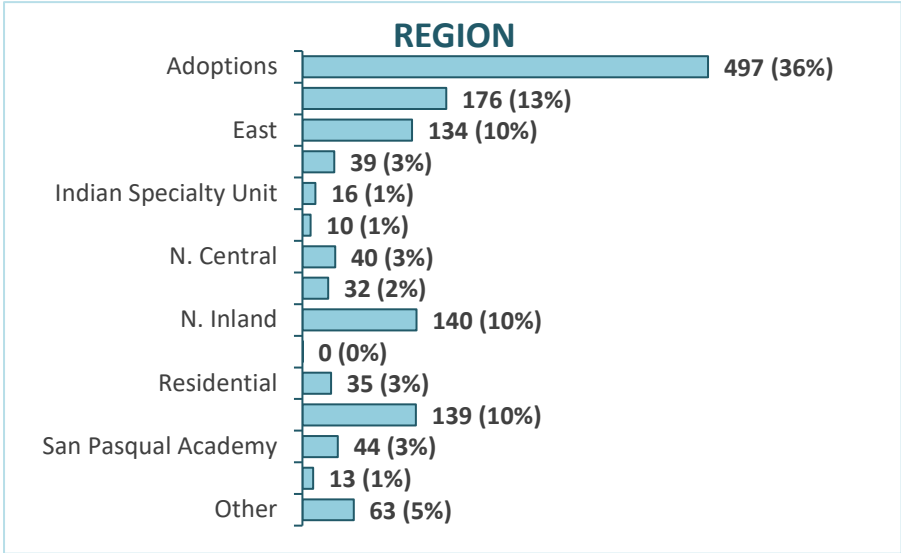 REGION
Adoptions 497 (36%)
176 (13%)
East 134 (10%)
39 (3%)
Indian Specialty Unit 16 (1%)
10 (1%)
N. Central 40 (3%)
32 (2%)
N. Inland 140 (10%)
0 (0%)
Residential 35 (3%)
139 (10%)
San Pasqual Academy 44 (3%)
13 (1%)
Other 63 (5%)